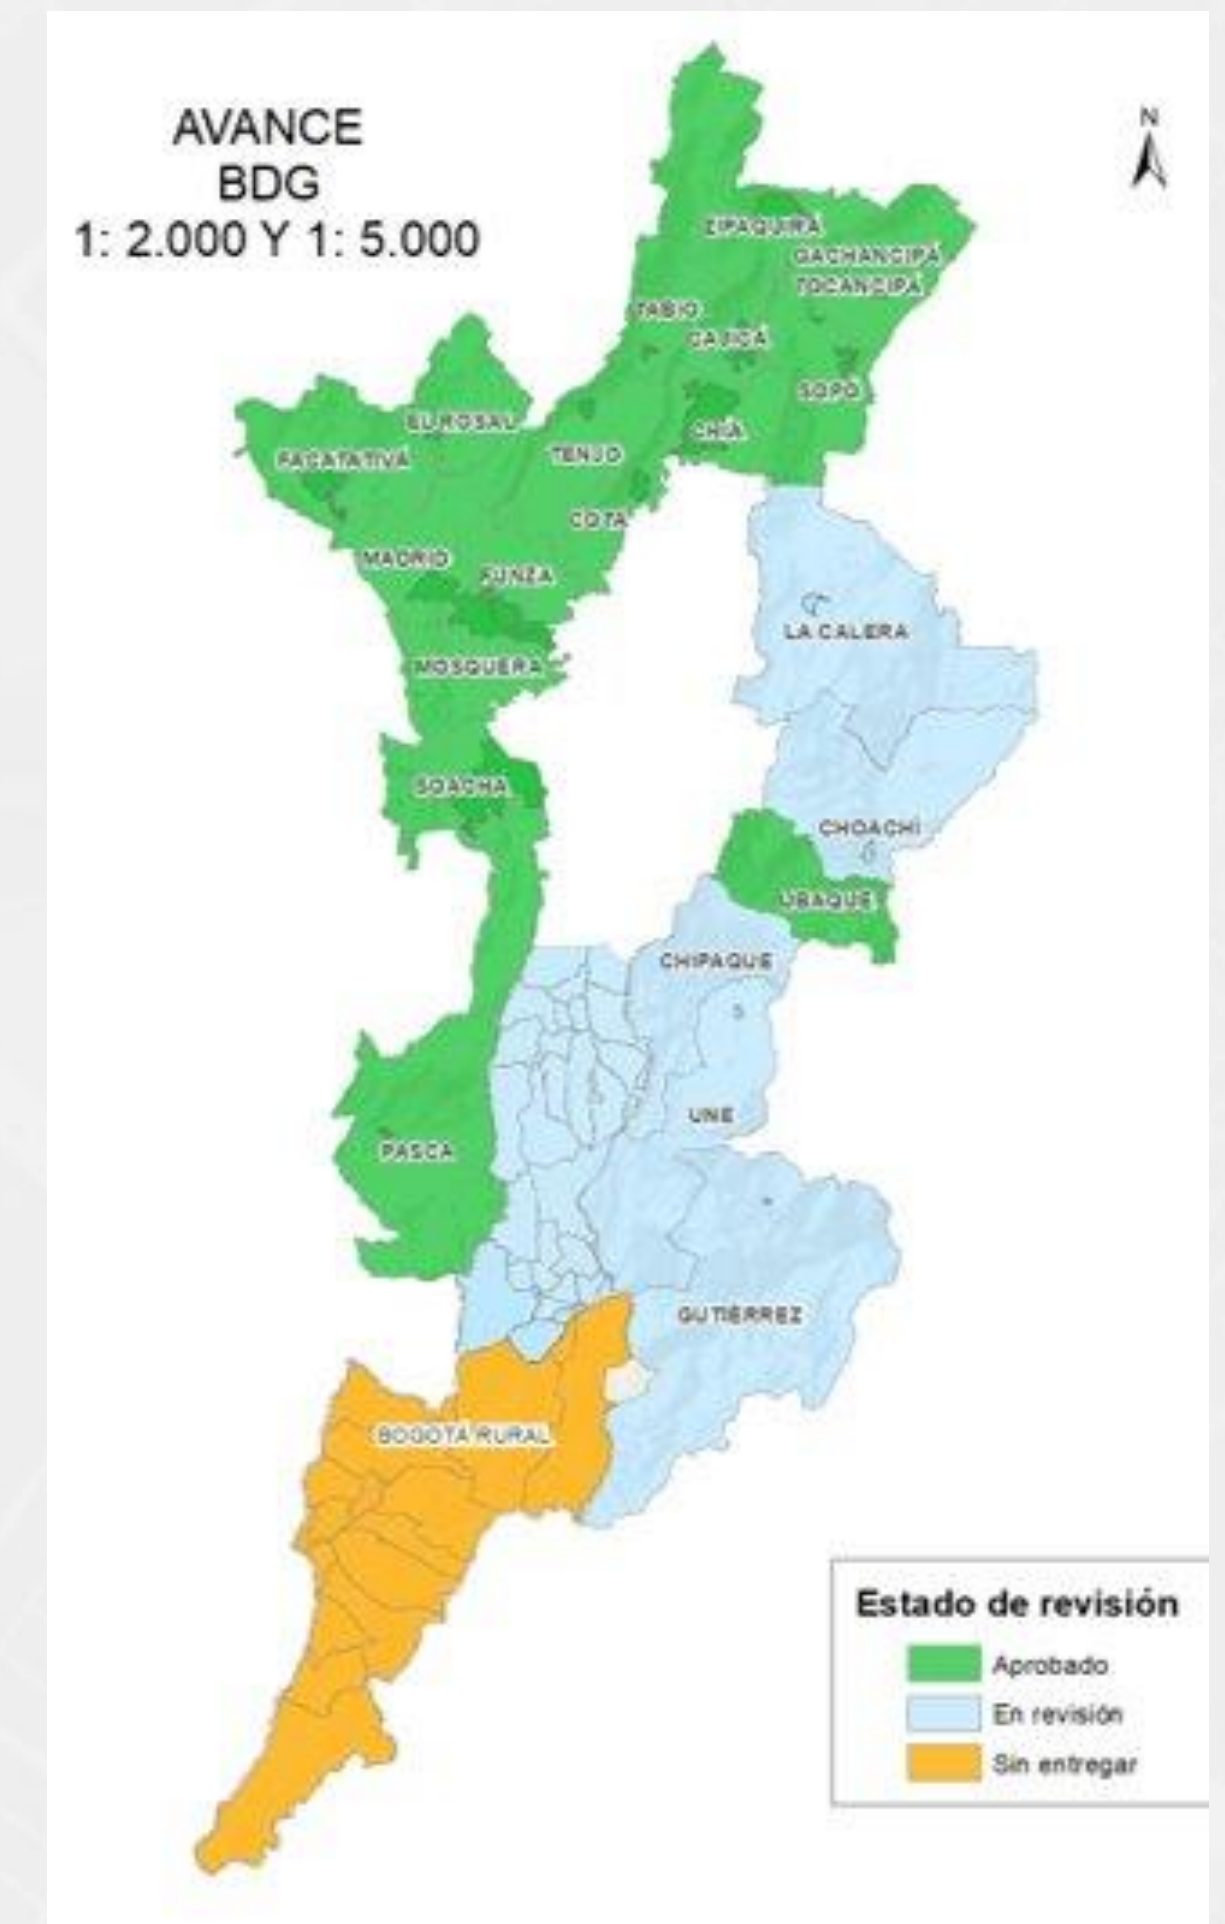 AVANCE
BDG
1: 2.000 Y 1: 5.000
N
ZIPAQUIRÁ
GACHANCIPÁ
TOCANCIPÁ
TABIO
CAJICÁ
SOPÓ
EL ROSAL
CHÍA
FACATATIVÁ
TENJO
COTA
MADRID
FUNZA
LA CALERA
MOSQUERA
SOACHA
CHOACHÍ
UBAQUE
CHIPAQUE
UNE
PASCA
GUTIÉRREZ
BOGOTÁ RURAL
Estado de revisión
Aprobado
En revisión
Sin entregar